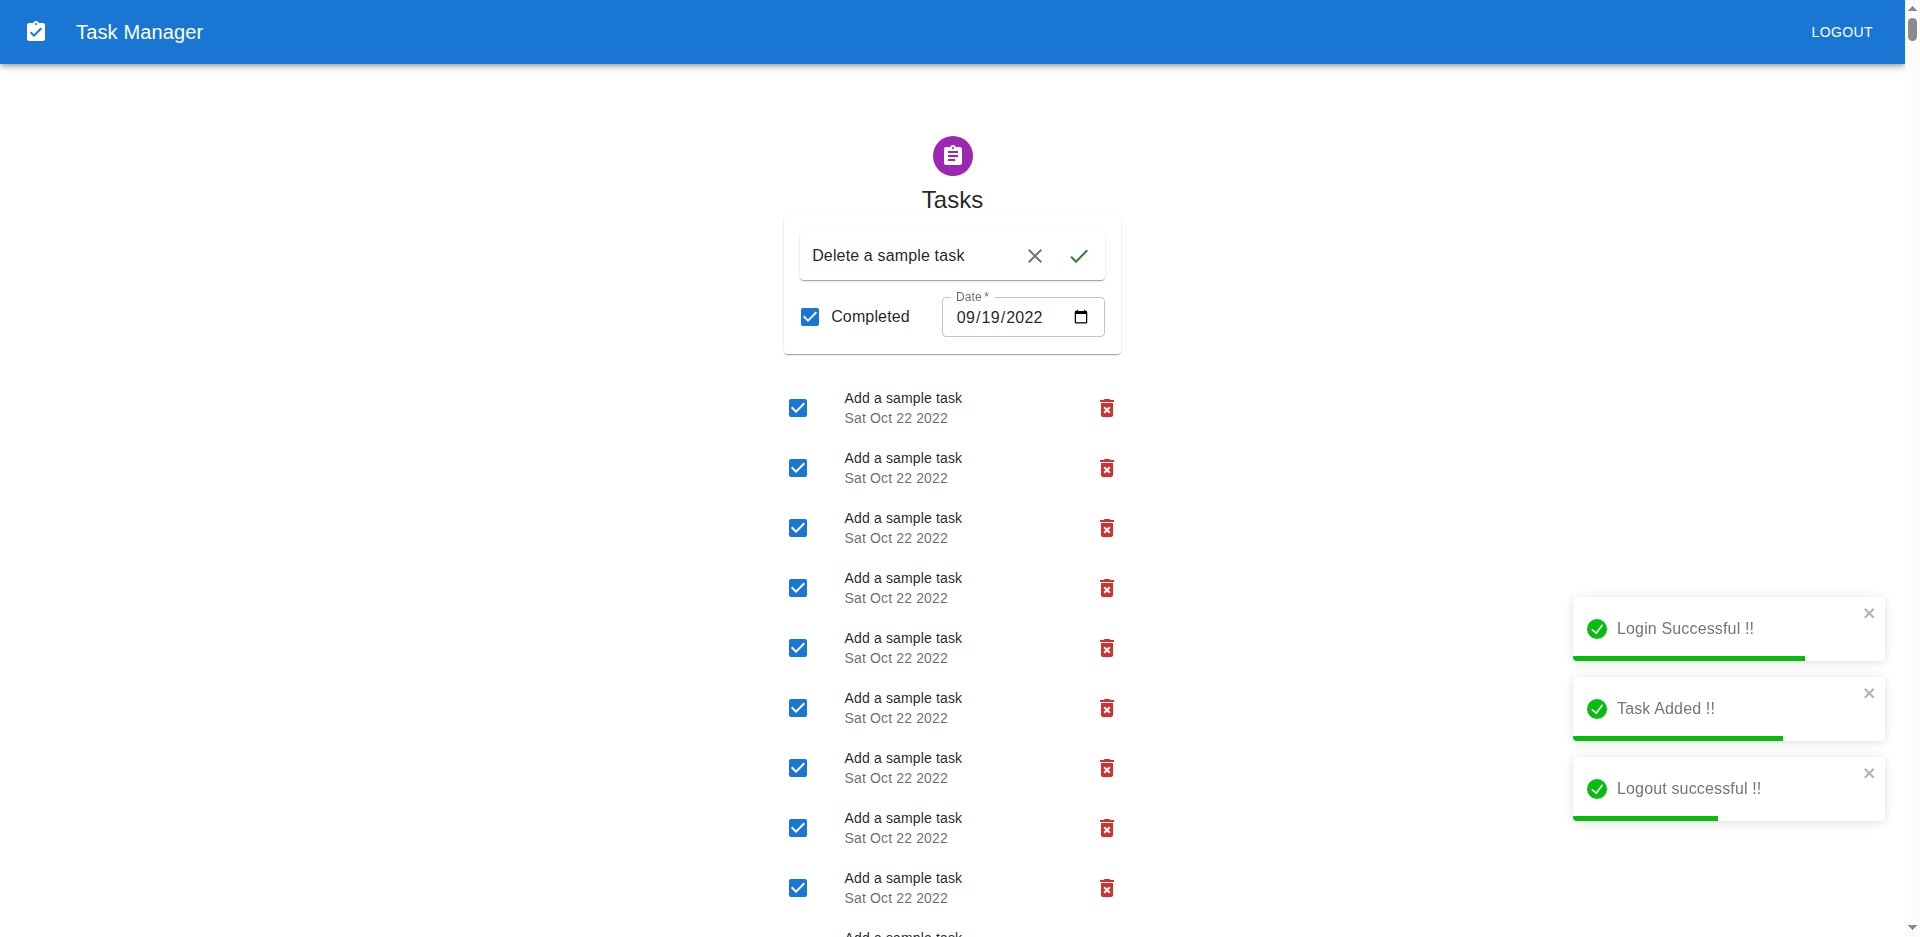 Task Manager
LOGOUT
Tasks
Delete a sample task
Completed
Date *
09/19/2022
Add a sample task
Sat Oct 22 2022
Add a sample task
Sat Oct 22 2022
Add a sample task
Sat Oct 22 2022
Add a sample task
Sat Oct 22 2022
Add a sample task
Sat Oct 22 2022
Add a sample task
Sat Oct 22 2022
Add a sample task
Sat Oct 22 2022
Add a sample task
Sat Oct 22 2022
Add a sample task
Sat Oct 22 2022
Add a sample task
Login Successful !!
Task Added !!
Logout successful !!